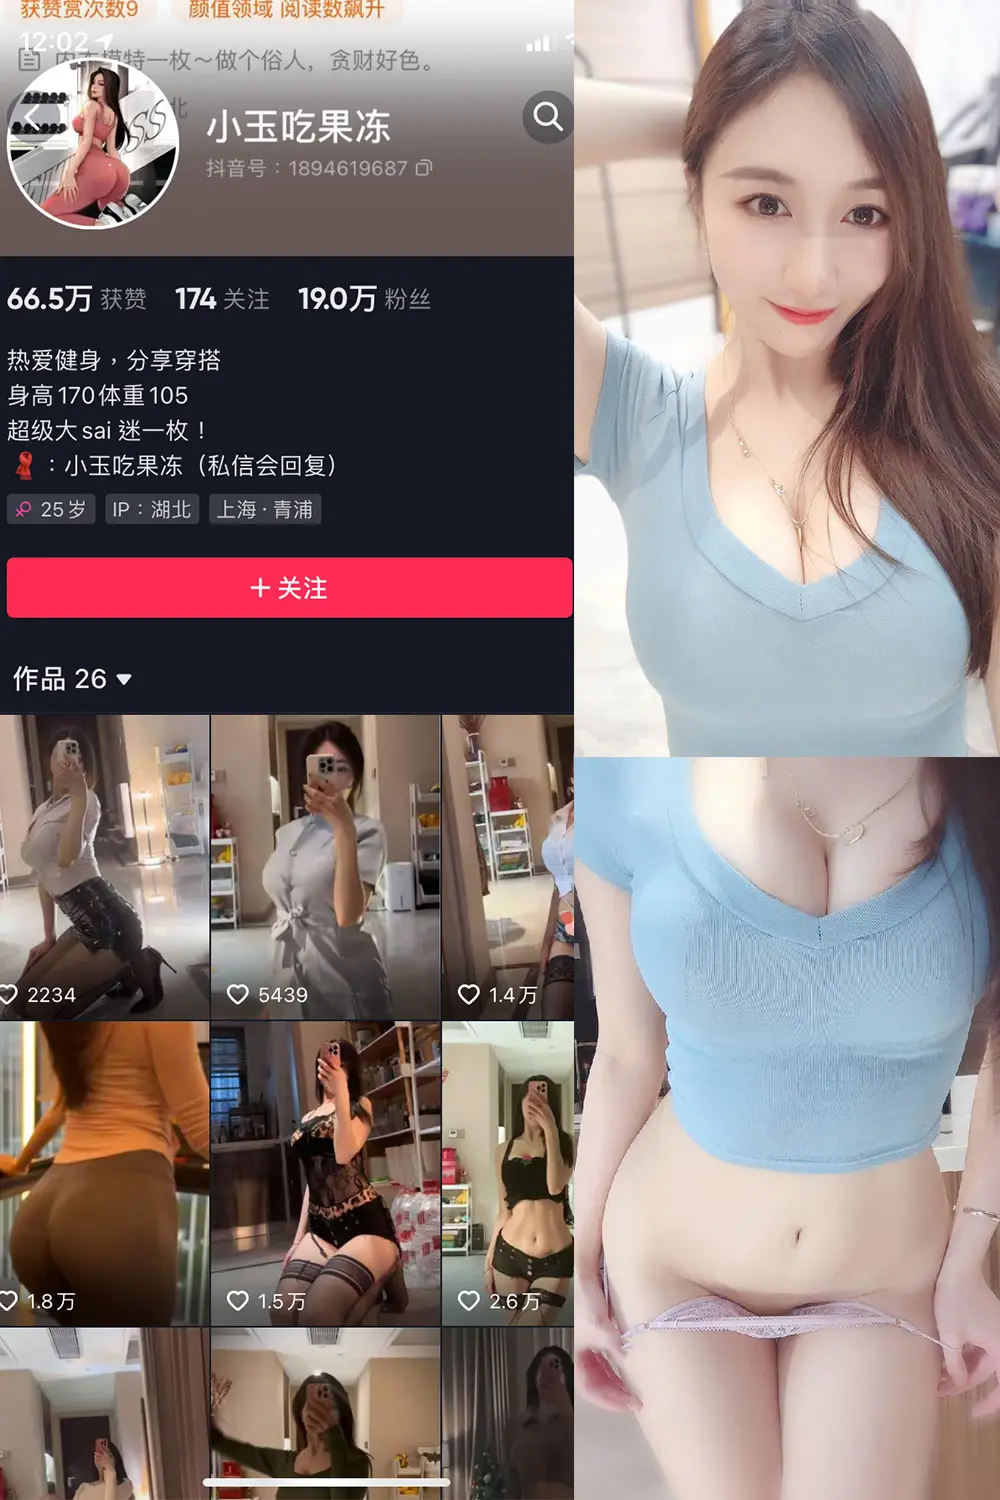 获赞赏次数9
颜值领域 阅读数飙升
12:02
内衣模特一枚～做个俗人，贪财好色。
北
小玉吃果冻
抖音号：1894619687
66.5万 获赞 174 关注 19.0万 粉丝
热爱健身，分享穿搭
身高170体重105
超级大sai 迷一枚！
：小玉吃果冻（私信会回复）
25岁 IP：湖北 上海·青浦
＋关注
作品 26
2234 5439 1.4万
1.8万 1.5万 2.6万